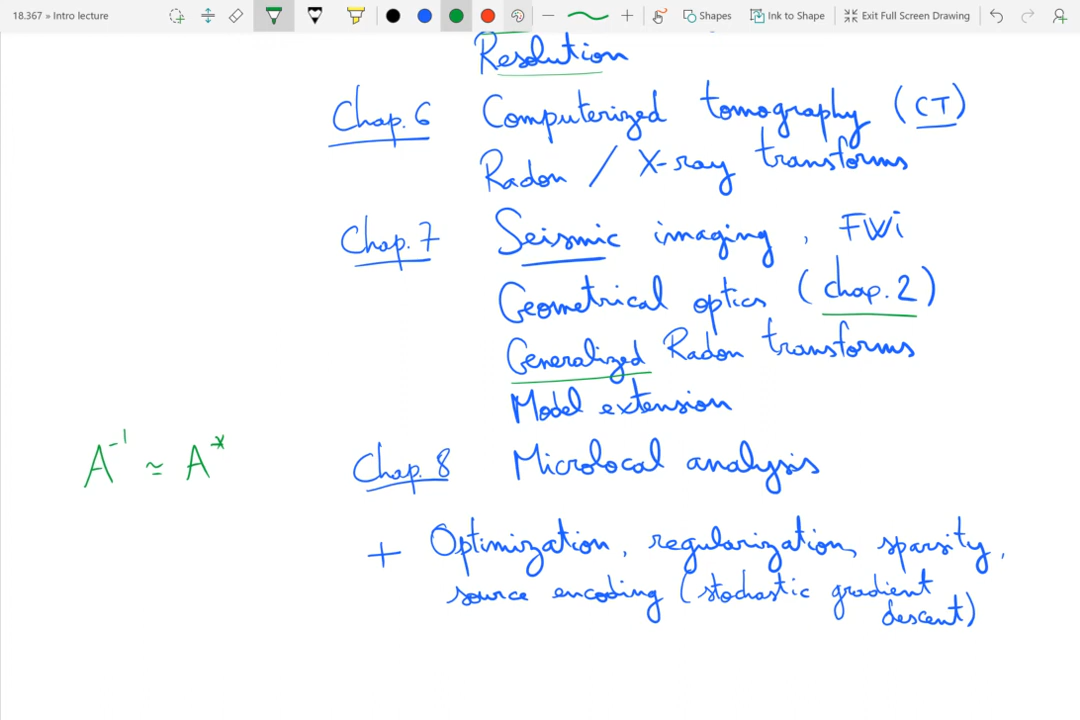 18.367 » Intro lecture
Shapes
Ink to Shape
Exit Full Screen Drawing
Resolution
Chap. 6 Computerized tomography (CT)
Radon / X-ray transforms
Chap. 7 Seismic imaging, FWi
Geometrical optics (chap. 2)
Generalized Radon transforms
Model extension
A⁻¹ ≈ A*
Chap. 8 Microlocal analysis
+ Optimization, regularization, sparsity,
source encoding (stochastic gradient
descent)